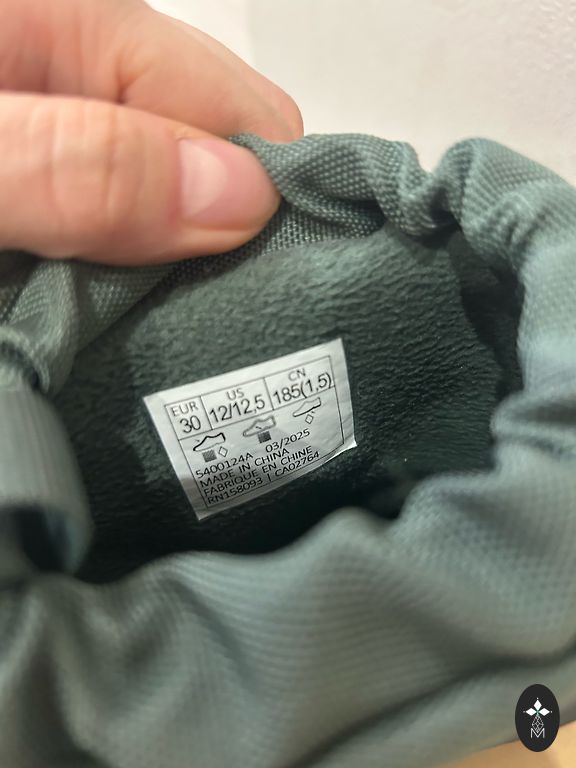 EUR US CN
30 12/12,5 185(1,5)
5400124A 03/2025
MADE IN CHINA
FABRIQUE EN CHINE
RN158093 | CA02764
M